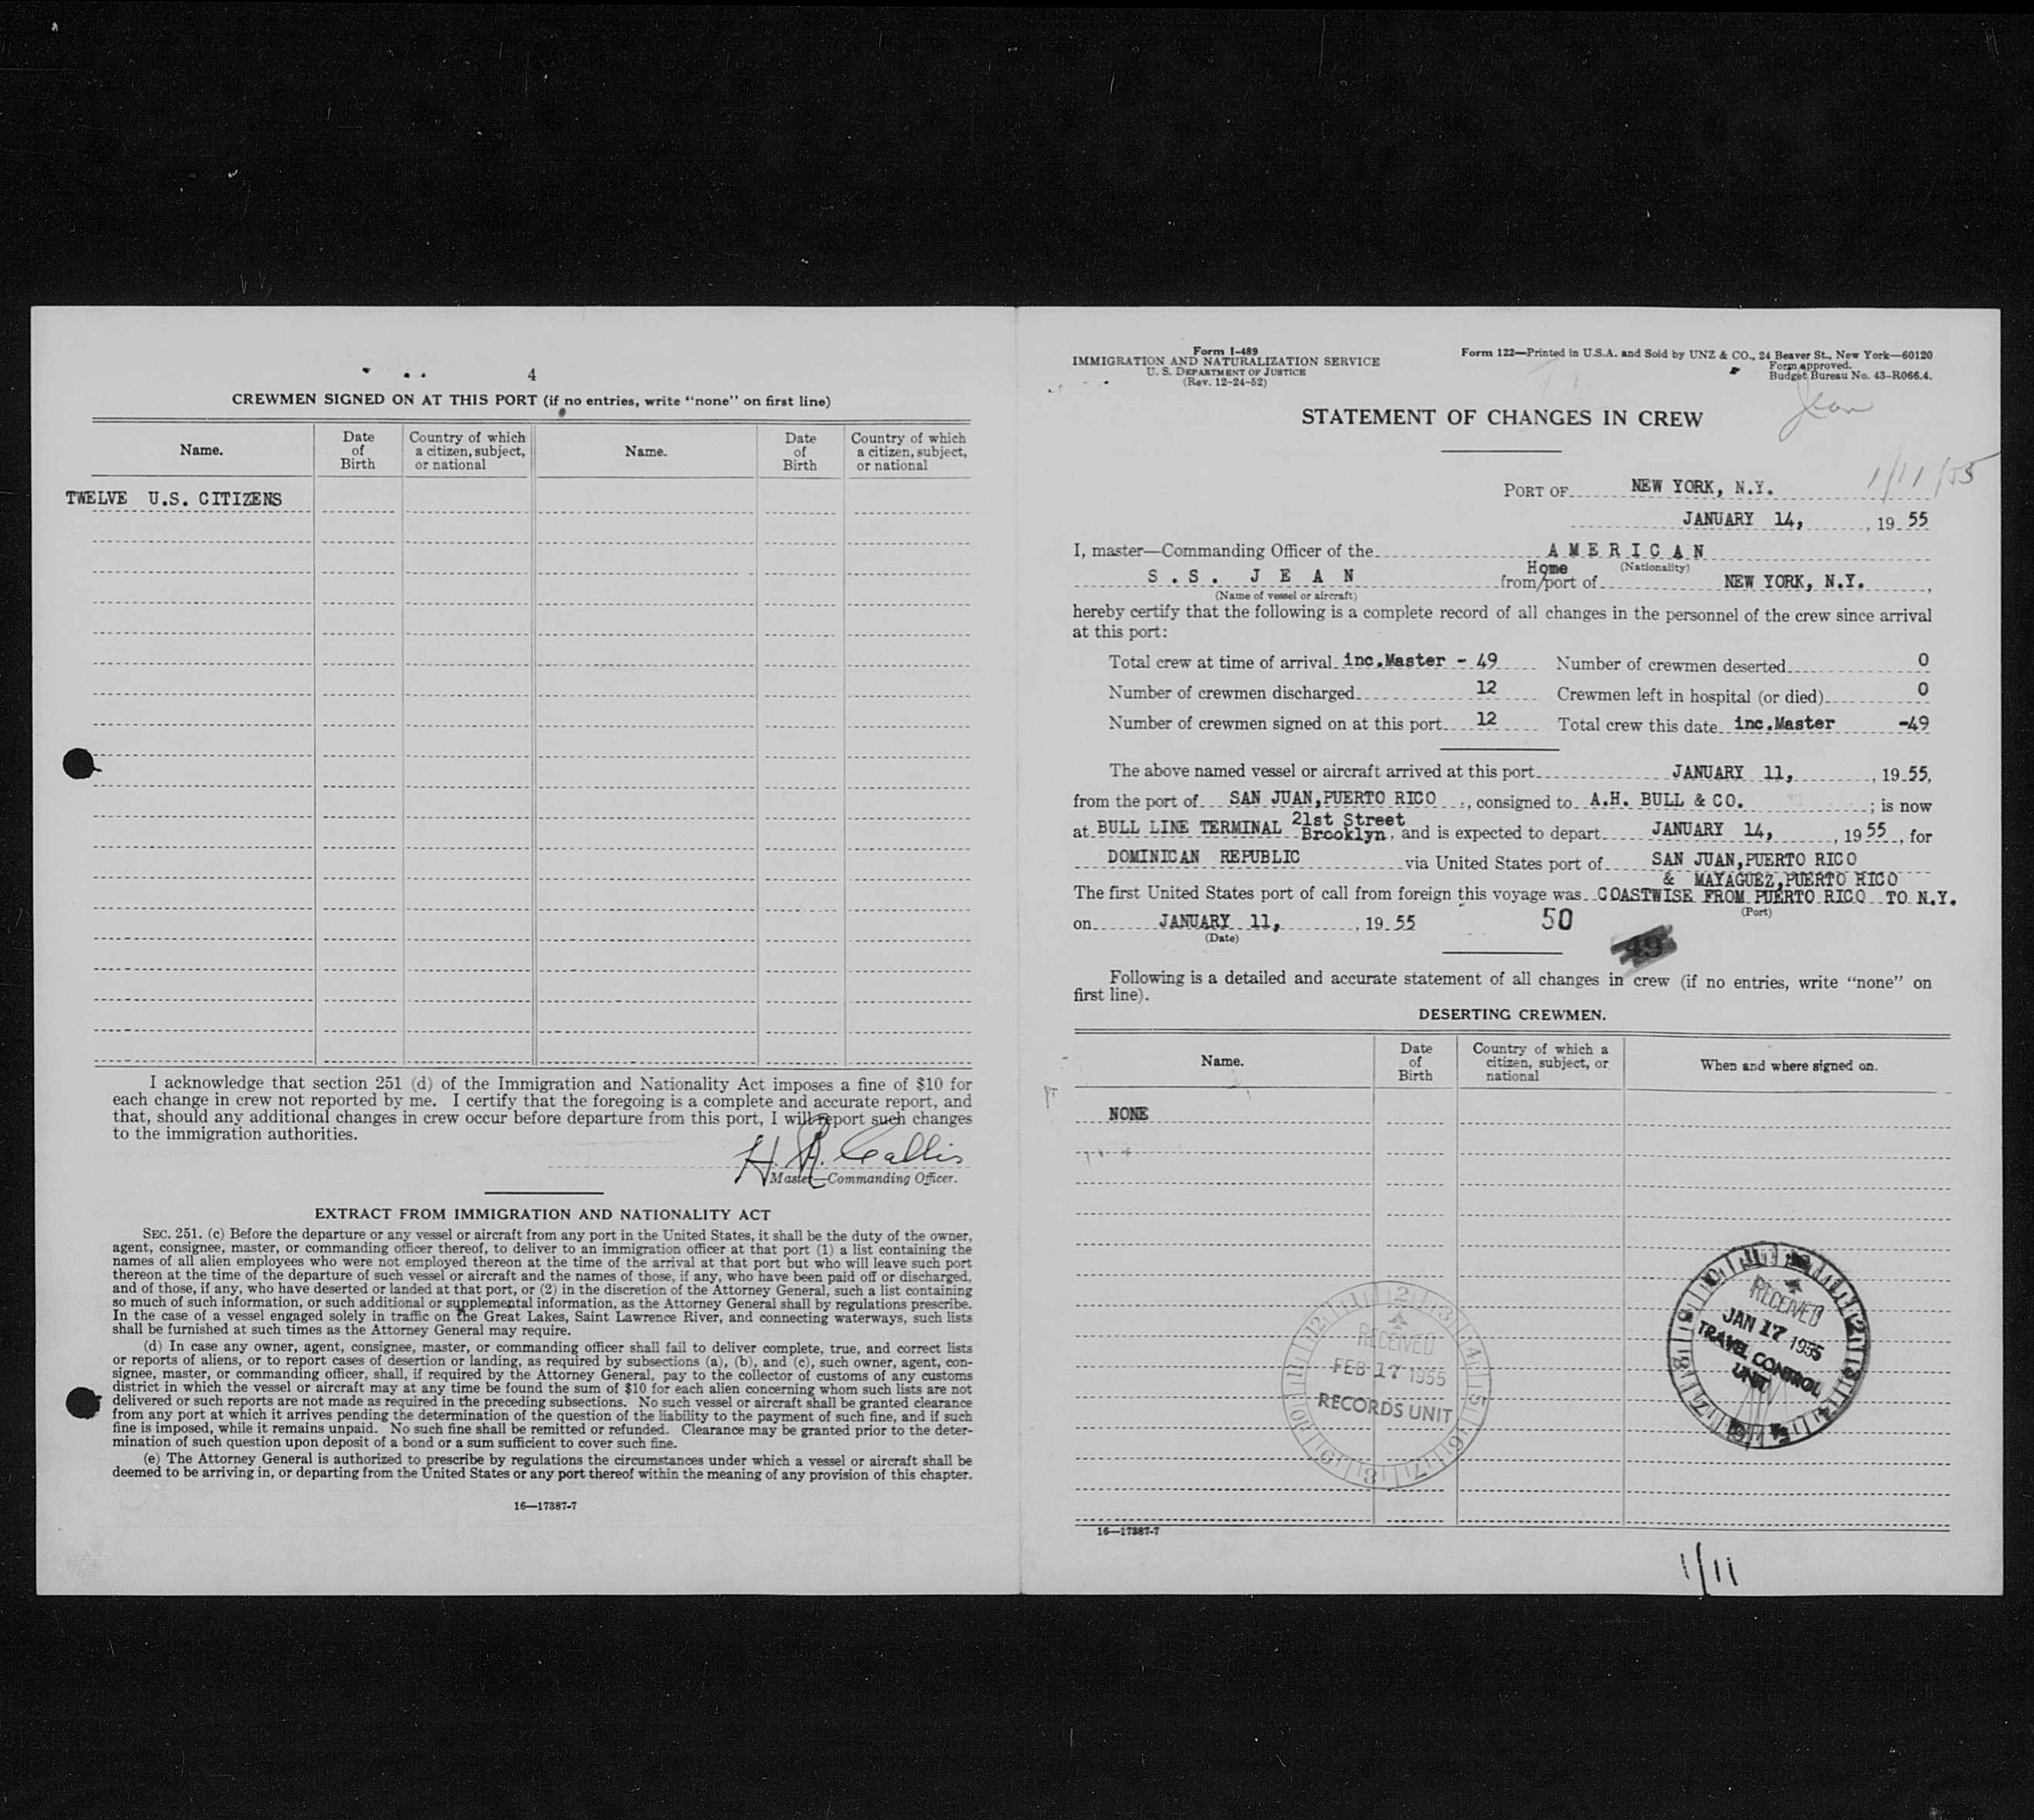 4
CREWMEN SIGNED ON AT THIS PORT (if no entries, write "none" on first line)
Name. Date of Birth Country of which a citizen, subject, or national Name. Date of Birth Country of which a citizen, subject, or national
TWELVE U.S. CITIZENS
I acknowledge that section 251 (d) of the Immigration and Nationality Act imposes a fine of $10 for
each change in crew not reported by me. I certify that the foregoing is a complete and accurate report, and
that, should any additional changes in crew occur before departure from this port, I will report such changes
to the immigration authorities.
H. R. Callis
Master—Commanding Officer.
EXTRACT FROM IMMIGRATION AND NATIONALITY ACT
SEC. 251. (c) Before the departure or any vessel or aircraft from any port in the United States, it shall be the duty of the owner,
agent, consignee, master, or commanding officer thereof, to deliver to an immigration officer at that port (1) a list containing the
names of all alien employees who were not employed thereon at the time of the arrival at that port but who will leave such port
thereon at the time of the departure of such vessel or aircraft and the names of those, if any, who have been paid off or discharged,
and of those, if any, who have deserted or landed at that port, or (2) in the discretion of the Attorney General, such a list containing
so much of such information, or such additional or supplemental information, as the Attorney General shall by regulations prescribe.
In the case of a vessel engaged solely in traffic on the Great Lakes, Saint Lawrence River, and connecting waterways, such lists
shall be furnished at such times as the Attorney General may require.
(d) In case any owner, agent, consignee, master, or commanding officer shall fail to deliver complete, true, and correct lists
or reports of aliens, or to report cases of desertion or landing, as required by subsections (a), (b), and (c), such owner, agent, con-
signee, master, or commanding officer, shall, if required by the Attorney General, pay to the collector of customs of any customs
district in which the vessel or aircraft may at any time be found the sum of $10 for each alien concerning whom such lists are not
delivered or such reports are not made as required in the preceding subsections. No such vessel or aircraft shall be granted clearance
from any port at which it arrives pending the determination of the question of the liability to the payment of such fine, and if such
fine is imposed, while it remains unpaid. No such fine shall be remitted or refunded. Clearance may be granted prior to the deter-
mination of such question upon deposit of a bond or a sum sufficient to cover such fine.
(e) The Attorney General is authorized to prescribe by regulations the circumstances under which a vessel or aircraft shall be
deemed to be arriving in, or departing from the United States or any port thereof within the meaning of any provision of this chapter.
16—17387-7
Form I-489
IMMIGRATION AND NATURALIZATION SERVICE
U. S. DEPARTMENT OF JUSTICE
(Rev. 12-24-52)
Form 122—Printed in U.S.A. and Sold by UNZ & CO., 24 Beaver St., New York—60120
Form approved.
Budget Bureau No. 43-R066.4.
Jean
STATEMENT OF CHANGES IN CREW
PORT OF NEW YORK, N.Y.
1/11/55
JANUARY 14, , 19 55
I, master—Commanding Officer of the A M E R I C A N
(Nationality)
S.S. J E A N from/port of Home NEW YORK, N.Y. ,
(Name of vessel or aircraft)
hereby certify that the following is a complete record of all changes in the personnel of the crew since arrival
at this port:
Total crew at time of arrival inc.Master - 49 Number of crewmen deserted 0
Number of crewmen discharged 12 Crewmen left in hospital (or died) 0
Number of crewmen signed on at this port 12 Total crew this date inc.Master -49
The above named vessel or aircraft arrived at this port JANUARY 11, , 19 55,
from the port of SAN JUAN,PUERTO RICO , consigned to A.H. BULL & CO. ; is now
at BULL LINE TERMINAL 21st Street Brooklyn, and is expected to depart JANUARY 14, , 19 55, for
DOMINICAN REPUBLIC via United States port of SAN JUAN,PUERTO RICO
& MAYAGUEZ,PUERTO RICO
The first United States port of call from foreign this voyage was COASTWISE FROM PUERTO RICO TO N.Y.
(Port)
on JANUARY 11, , 19 55 50
(Date)
49
Following is a detailed and accurate statement of all changes in crew (if no entries, write "none" on
first line).
DESERTING CREWMEN.
Name. Date of Birth Country of which a citizen, subject, or national When and where signed on.
NONE
RECEIVED
FEB 17 1955
RECORDS UNIT
RECEIVED
JAN 17 1955
TRAVEL CONTROL
UNIT
16—17387-7
1/11